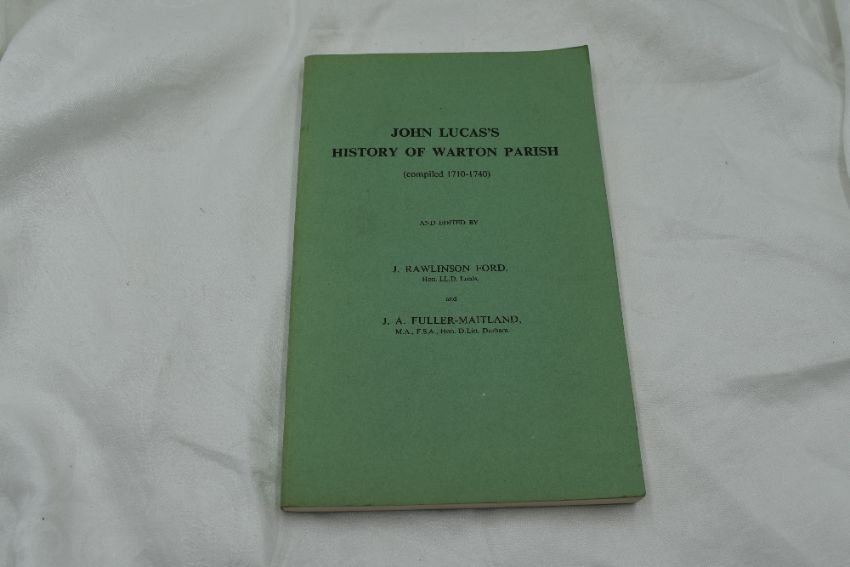 JOHN LUCAS'S
HISTORY OF WARTON PARISH
(compiled 1710-1740)
AND EDITED BY
J. RAWLINSON FORD,
Hon. LL.D. Leeds,
and
J. A. FULLER-MAITLAND,
M.A., F.S.A., Hon. D.Litt. Durham